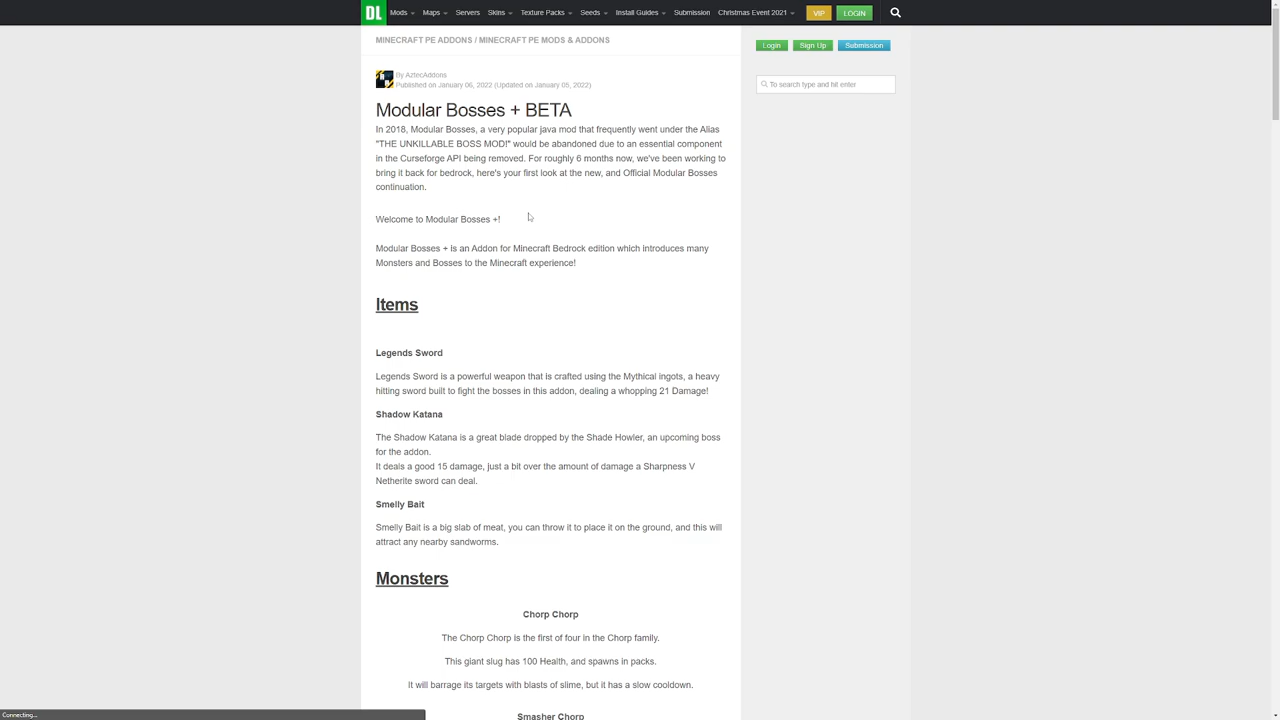 DL Mods Maps Servers Skins Texture Packs Seeds Install Guides Submission Christmas Event 2021 VIP LOGIN
MINECRAFT PE ADDONS / MINECRAFT PE MODS & ADDONS
Login Sign Up Submission
By AztecAddons
Published on January 06, 2022 (Updated on January 05, 2022)
To search type and hit enter
Modular Bosses + BETA
In 2018, Modular Bosses, a very popular java mod that frequently went under the Alias
"THE UNKILLABLE BOSS MOD!" would be abandoned due to an essential component
in the Curseforge API being removed. For roughly 6 months now, we've been working to
bring it back for bedrock, here's your first look at the new, and Official Modular Bosses
continuation.
Welcome to Modular Bosses +!
Modular Bosses + is an Addon for Minecraft Bedrock edition which introduces many
Monsters and Bosses to the Minecraft experience!
Items
Legends Sword
Legends Sword is a powerful weapon that is crafted using the Mythical ingots, a heavy
hitting sword built to fight the bosses in this addon, dealing a whopping 21 Damage!
Shadow Katana
The Shadow Katana is a great blade dropped by the Shade Howler, an upcoming boss
for the addon.
It deals a good 15 damage, just a bit over the amount of damage a Sharpness V
Netherite sword can deal.
Smelly Bait
Smelly Bait is a big slab of meat, you can throw it to place it on the ground, and this will
attract any nearby sandworms.
Monsters
Chorp Chorp
The Chorp Chorp is the first of four in the Chorp family.
This giant slug has 100 Health, and spawns in packs.
It will barrage its targets with blasts of slime, but it has a slow cooldown.
Smasher Chorp
Connecting...